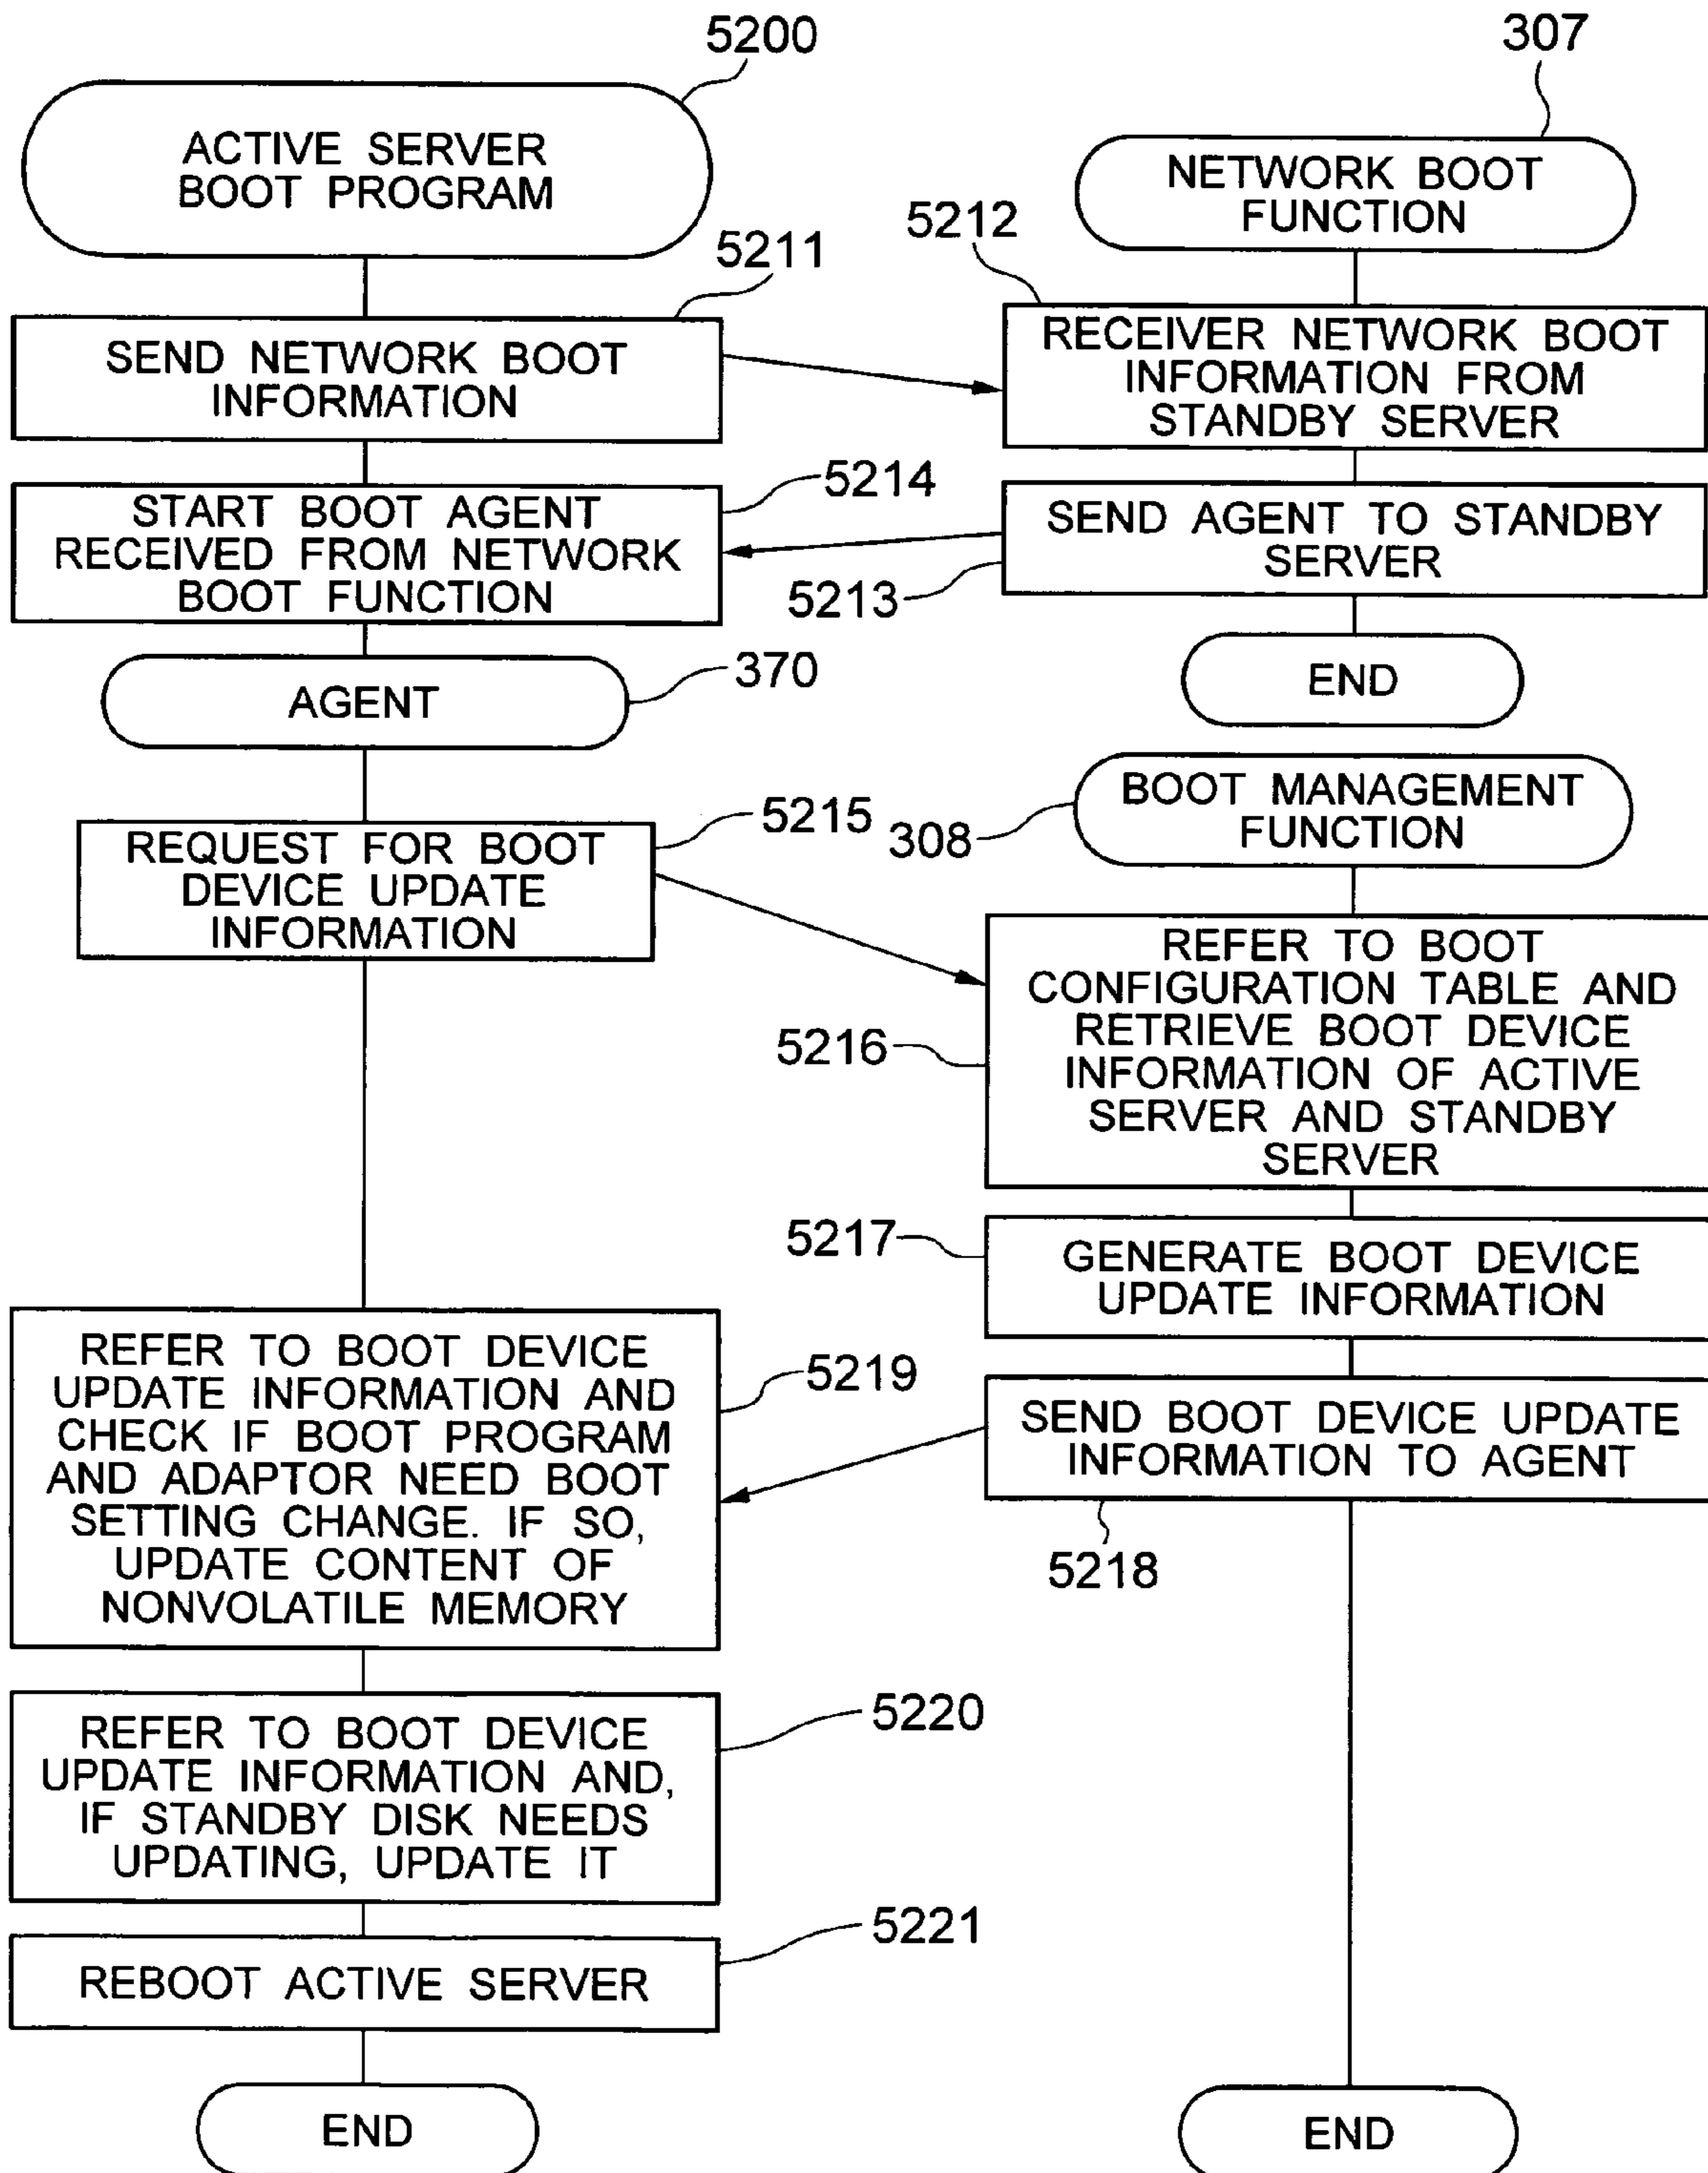 5200
ACTIVE SERVER
BOOT PROGRAM
307
NETWORK BOOT
FUNCTION
5211
SEND NETWORK BOOT
INFORMATION
5212
RECEIVER NETWORK BOOT
INFORMATION FROM
STANDBY SERVER
5214
START BOOT AGENT
RECEIVED FROM NETWORK
BOOT FUNCTION
SEND AGENT TO STANDBY
SERVER
5213
END
370
AGENT
BOOT MANAGEMENT
FUNCTION
308
5215
REQUEST FOR BOOT
DEVICE UPDATE
INFORMATION
REFER TO BOOT
CONFIGURATION TABLE AND
RETRIEVE BOOT DEVICE
INFORMATION OF ACTIVE
SERVER AND STANDBY
SERVER
5216
5217
GENERATE BOOT DEVICE
UPDATE INFORMATION
REFER TO BOOT DEVICE
UPDATE INFORMATION AND
CHECK IF BOOT PROGRAM
AND ADAPTOR NEED BOOT
SETTING CHANGE. IF SO,
UPDATE CONTENT OF
NONVOLATILE MEMORY
5219
SEND BOOT DEVICE UPDATE
INFORMATION TO AGENT
5218
REFER TO BOOT DEVICE
UPDATE INFORMATION AND,
IF STANDBY DISK NEEDS
UPDATING, UPDATE IT
5220
5221
REBOOT ACTIVE SERVER
END
END